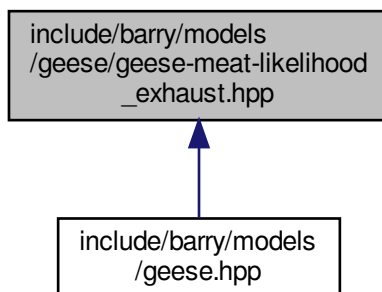 include/barry/models
/geese/geese-meat-likelihood
_exhaust.hpp
include/barry/models
/geese.hpp